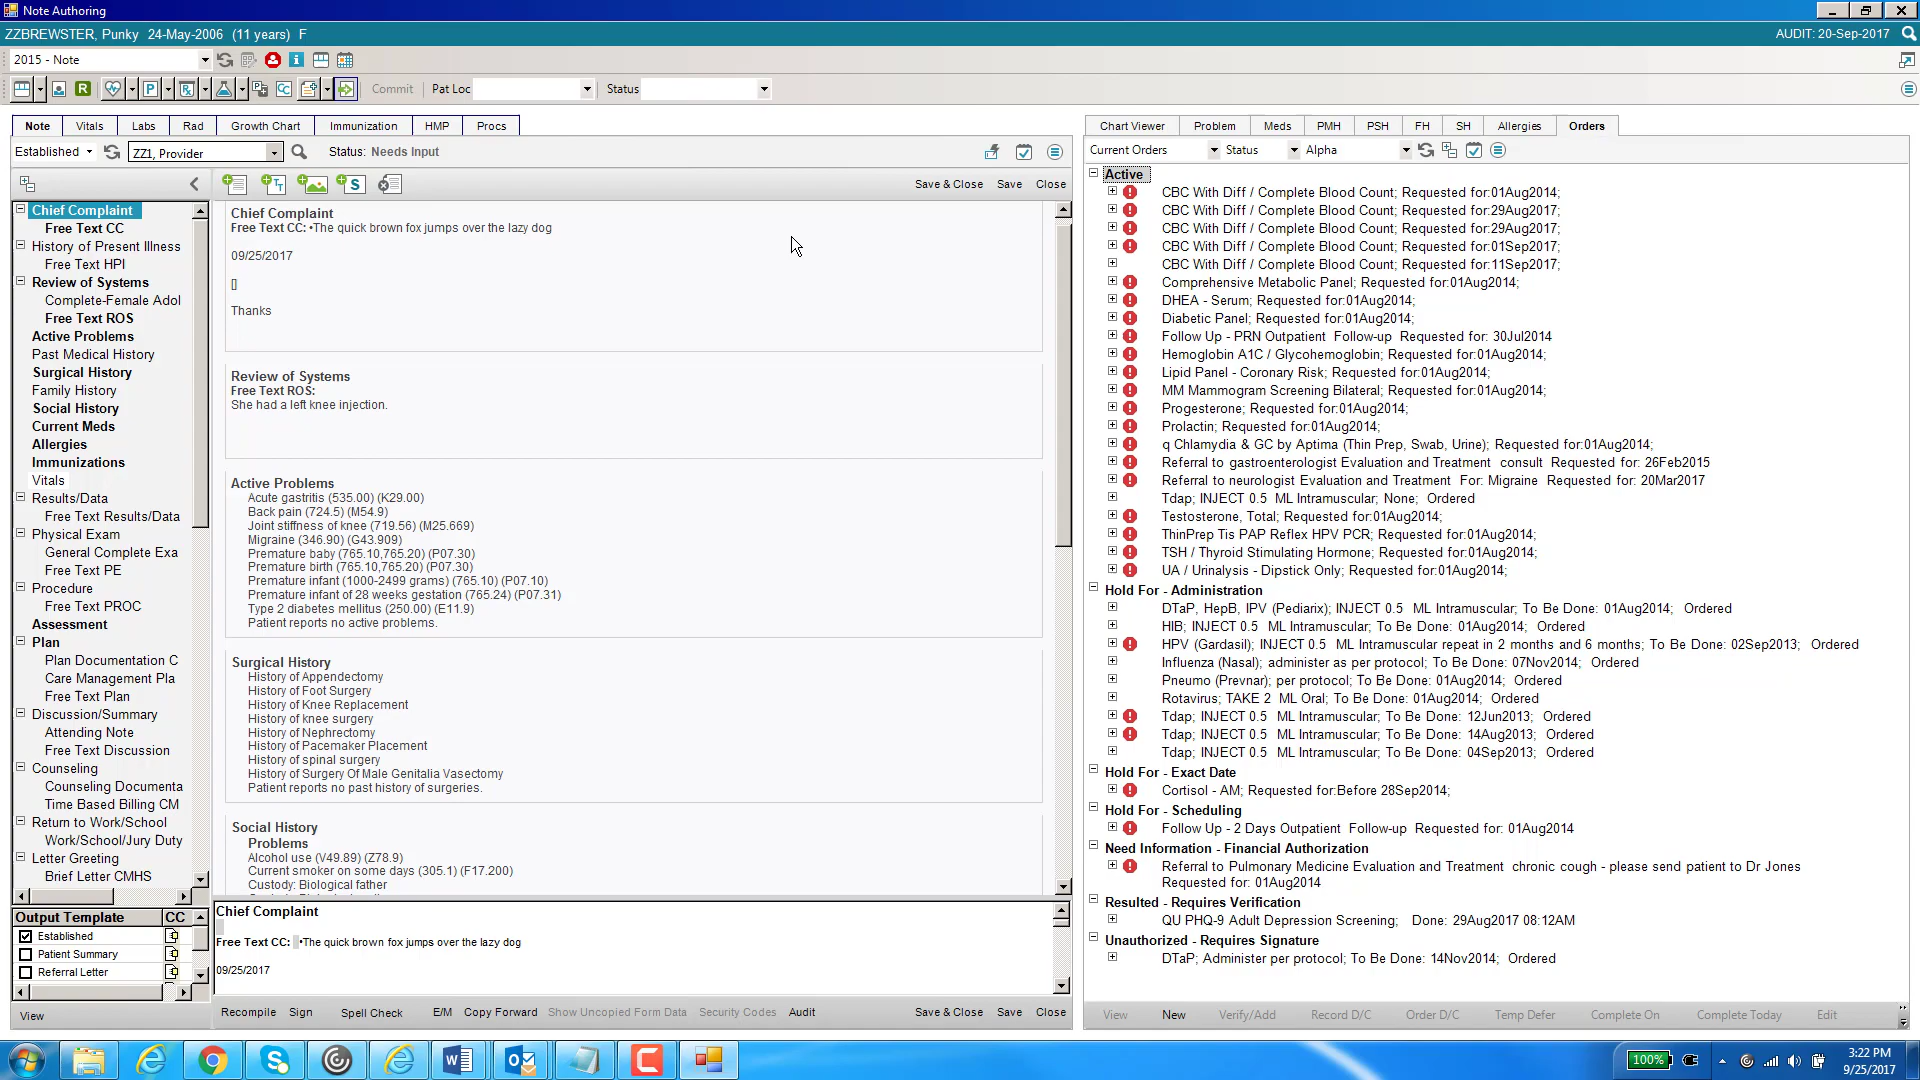 Note Authoring
ZZBREWSTER, Punky 24-May-2006 (11 years) F
AUDIT: 20-Sep-2017
2015 - Note
Commit
Pat Loc
Status
Note
Vitals
Labs
Rad
Growth Chart
Immunization
HMP
Procs
Established
ZZ1, Provider
Status: Needs Input
Save & Close
Save
Close
Chief Complaint
Free Text CC
History of Present Illness
Free Text HPI
Review of Systems
Complete-Female Adol
Free Text ROS
Active Problems
Past Medical History
Surgical History
Family History
Social History
Current Meds
Allergies
Immunizations
Vitals
Results/Data
Free Text Results/Data
Physical Exam
General Complete Exa
Free Text PE
Procedure
Free Text PROC
Assessment
Plan
Plan Documentation C
Care Management Pla
Free Text Plan
Discussion/Summary
Attending Note
Free Text Discussion
Counseling
Counseling Documenta
Time Based Billing CM
Return to Work/School
Work/School/Jury Duty
Letter Greeting
Brief Letter CMHS
Output Template CC
Established
Patient Summary
Referral Letter
View
Chief Complaint
Free Text CC: •The quick brown fox jumps over the lazy dog
09/25/2017
[]
Thanks
Review of Systems
Free Text ROS:
She had a left knee injection.
Active Problems
Acute gastritis (535.00) (K29.00)
Back pain (724.5) (M54.9)
Joint stiffness of knee (719.56) (M25.669)
Migraine (346.90) (G43.909)
Premature baby (765.10,765.20) (P07.30)
Premature birth (765.10,765.20) (P07.30)
Premature infant (1000-2499 grams) (765.10) (P07.10)
Premature infant of 28 weeks gestation (765.24) (P07.31)
Type 2 diabetes mellitus (250.00) (E11.9)
Patient reports no active problems.
Surgical History
History of Appendectomy
History of Foot Surgery
History of Knee Replacement
History of knee surgery
History of Nephrectomy
History of Pacemaker Placement
History of spinal surgery
History of Surgery Of Male Genitalia Vasectomy
Patient reports no past history of surgeries.
Social History
Problems
Alcohol use (V49.89) (Z78.9)
Current smoker on some days (305.1) (F17.200)
Custody: Biological father
Chief Complaint
Free Text CC: •The quick brown fox jumps over the lazy dog
09/25/2017
Recompile
Sign
Spell Check
E/M
Copy Forward
Show Uncopied Form Data
Security Codes
Audit
Save & Close
Save
Close
Chart Viewer
Problem
Meds
PMH
PSH
FH
SH
Allergies
Orders
Current Orders
Status
Alpha
Active
CBC With Diff / Complete Blood Count; Requested for:01Aug2014;
CBC With Diff / Complete Blood Count; Requested for:29Aug2017;
CBC With Diff / Complete Blood Count; Requested for:29Aug2017;
CBC With Diff / Complete Blood Count; Requested for:01Sep2017;
CBC With Diff / Complete Blood Count; Requested for:11Sep2017;
Comprehensive Metabolic Panel; Requested for:01Aug2014;
DHEA - Serum; Requested for:01Aug2014;
Diabetic Panel; Requested for:01Aug2014;
Follow Up - PRN Outpatient Follow-up Requested for: 30Jul2014
Hemoglobin A1C / Glycohemoglobin; Requested for:01Aug2014;
Lipid Panel - Coronary Risk; Requested for:01Aug2014;
MM Mammogram Screening Bilateral; Requested for:01Aug2014;
Progesterone; Requested for:01Aug2014;
Prolactin; Requested for:01Aug2014;
q Chlamydia & GC by Aptima (Thin Prep, Swab, Urine); Requested for:01Aug2014;
Referral to gastroenterologist Evaluation and Treatment consult Requested for: 26Feb2015
Referral to neurologist Evaluation and Treatment For: Migraine Requested for: 20Mar2017
Tdap; INJECT 0.5 ML Intramuscular; None; Ordered
Testosterone, Total; Requested for:01Aug2014;
ThinPrep Tis PAP Reflex HPV PCR; Requested for:01Aug2014;
TSH / Thyroid Stimulating Hormone; Requested for:01Aug2014;
UA / Urinalysis - Dipstick Only; Requested for:01Aug2014;
Hold For - Administration
DTaP, HepB, IPV (Pediarix); INJECT 0.5 ML Intramuscular; To Be Done: 01Aug2014; Ordered
HIB; INJECT 0.5 ML Intramuscular; To Be Done: 01Aug2014; Ordered
HPV (Gardasil); INJECT 0.5 ML Intramuscular repeat in 2 months and 6 months; To Be Done: 02Sep2013; Ordered
Influenza (Nasal); administer as per protocol; To Be Done: 07Nov2014; Ordered
Pneumo (Prevnar); per protocol; To Be Done: 01Aug2014; Ordered
Rotavirus; TAKE 2 ML Oral; To Be Done: 01Aug2014; Ordered
Tdap; INJECT 0.5 ML Intramuscular; To Be Done: 12Jun2013; Ordered
Tdap; INJECT 0.5 ML Intramuscular; To Be Done: 14Aug2013; Ordered
Tdap; INJECT 0.5 ML Intramuscular; To Be Done: 04Sep2013; Ordered
Hold For - Exact Date
Cortisol - AM; Requested for:Before 28Sep2014;
Hold For - Scheduling
Follow Up - 2 Days Outpatient Follow-up Requested for: 01Aug2014
Need Information - Financial Authorization
Referral to Pulmonary Medicine Evaluation and Treatment chronic cough - please send patient to Dr Jones
Requested for: 01Aug2014
Resulted - Requires Verification
QU PHQ-9 Adult Depression Screening; Done: 29Aug2017 08:12AM
Unauthorized - Requires Signature
DTaP; Administer per protocol; To Be Done: 14Nov2014; Ordered
View
New
Verify/Add
Record D/C
Order D/C
Temp Defer
Complete On
Complete Today
Edit
100%
3:22 PM
9/25/2017